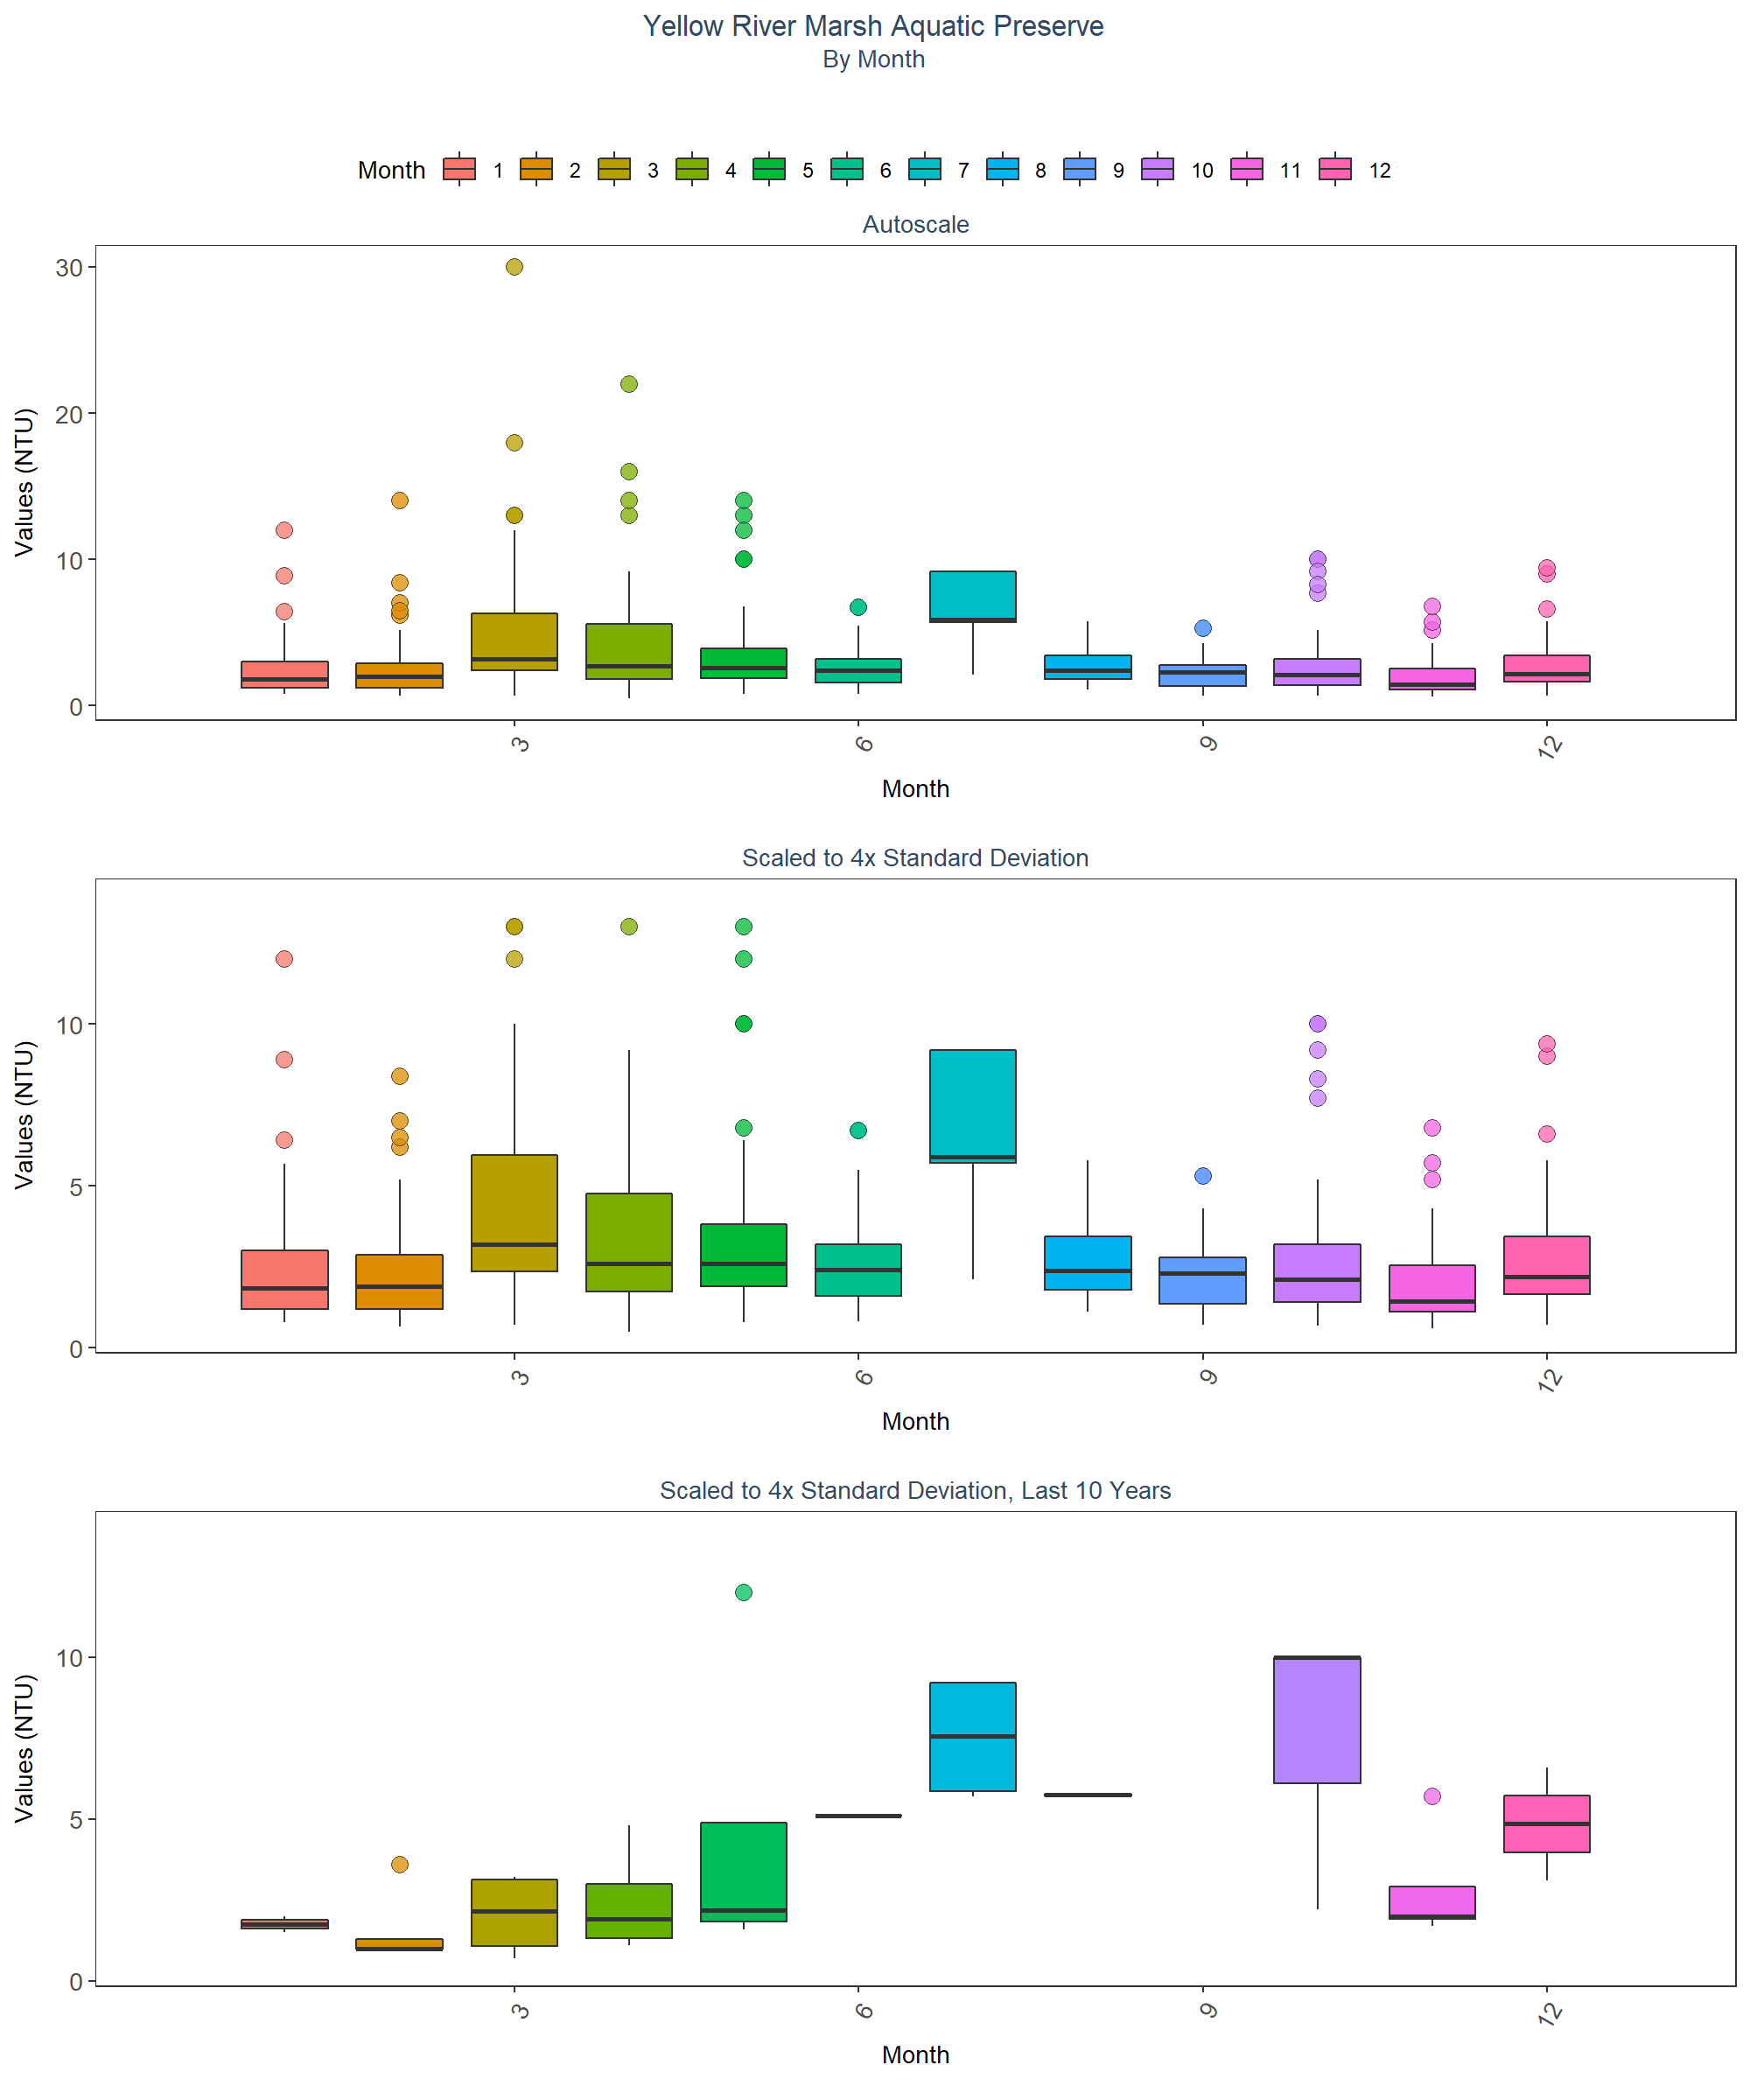 Yellow River Marsh Aquatic Preserve
By Month
Month 1 2 3 4 5 6 7 8 9 10 11 12
Autoscale
Values (NTU)
30
20
10
0
3 6 9 12
Month
Scaled to 4x Standard Deviation
Values (NTU)
10
5
0
3 6 9 12
Month
Scaled to 4x Standard Deviation, Last 10 Years
Values (NTU)
10
5
0
3 6 9 12
Month